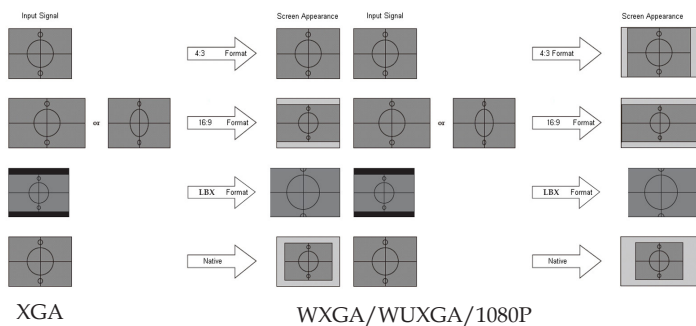 Input Signal Screen Appearance Input Signal Screen Appearance
4:3 Format 4:3 Format
or 16:9 Format or 16:9 Format
LBX Format LBX Format
Native Native
XGA WXGA/WUXGA/1080P